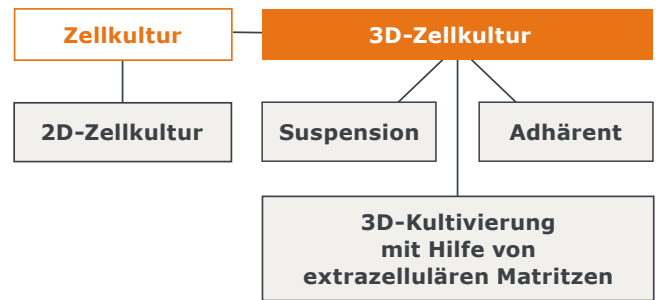 Zellkultur
3D-Zellkultur
2D-Zellkultur
Suspension
Adhärent
3D-Kultivierung
mit Hilfe von
extrazellulären Matritzen